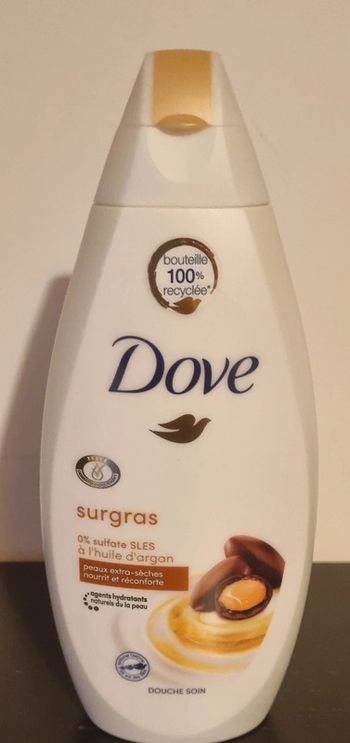 bouteille
100%
recyclée*
Dove
surgras
0% sulfate SLES
à l'huile d'argan
peaux extra-sèches
nourrit et réconforte
agents hydratants
naturels de la peau
DOUCHE SOIN